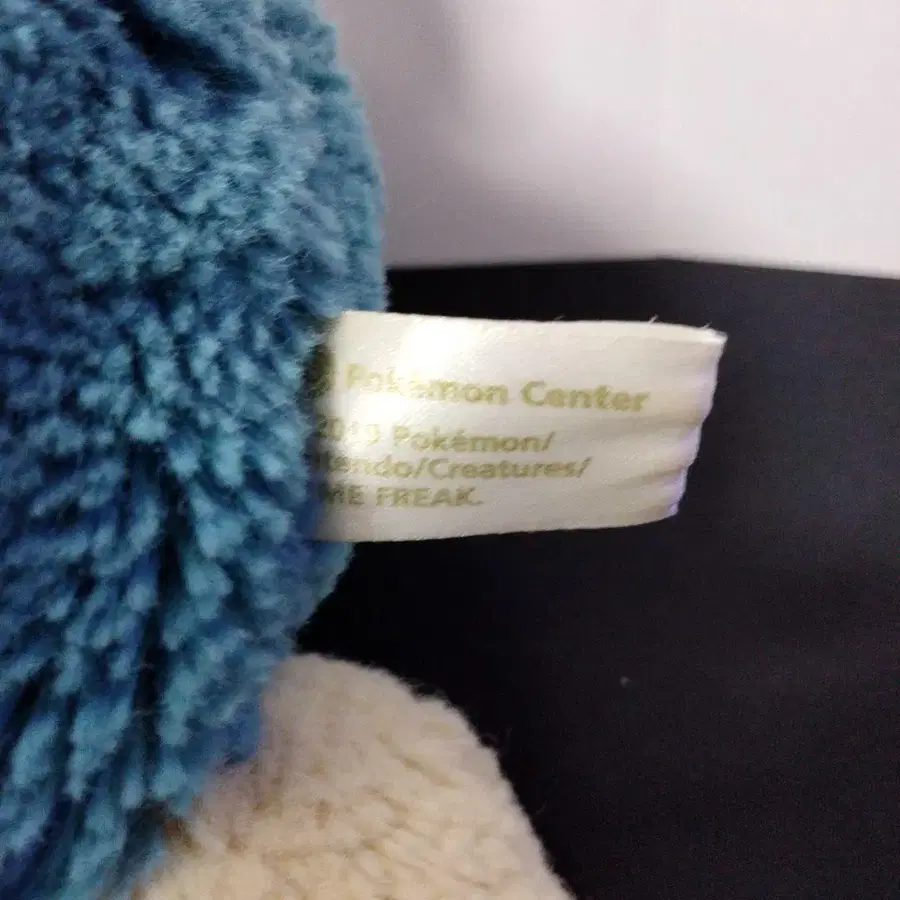 Pokémon Center
2019 Pokémon/
tendo/Creatures/
ME FREAK.